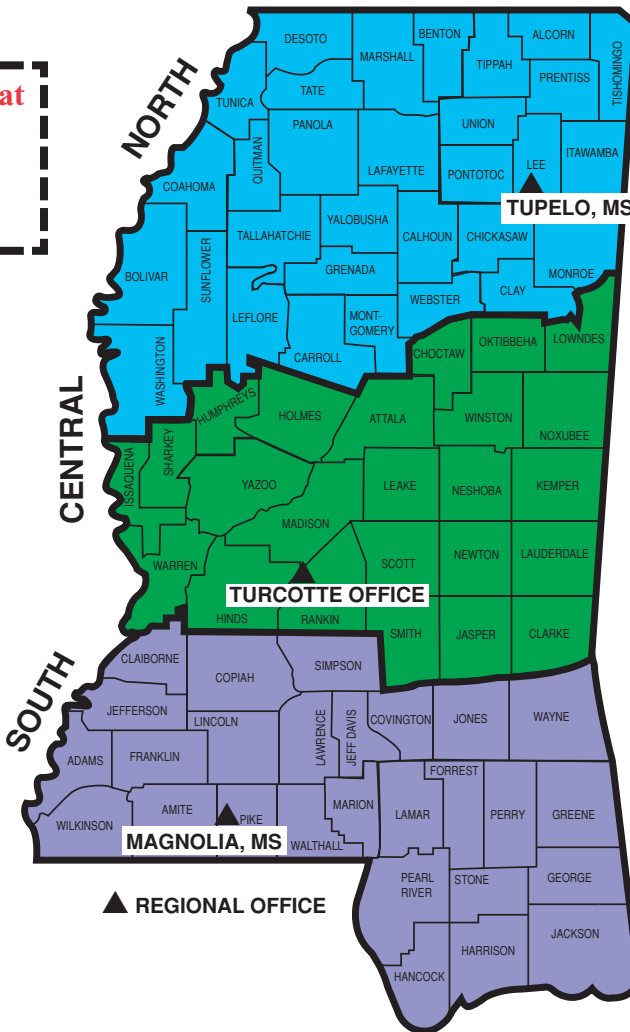 at
NORTH
DESOTO
BENTON
ALCORN
MARSHALL
TIPPAH
TISHOMINGO
PRENTISS
TATE
TUNICA
PANOLA
UNION
QUITMAN
ITAWAMBA
LEE
LAFAYETTE
PONTOTOC
COAHOMA
TUPELO, MS
YALOBUSHA
TALLAHATCHIE
CALHOUN
CHICKASAW
SUNFLOWER
BOLIVAR
GRENADA
MONROE
CLAY
WEBSTER
LEFLORE
MONT-
GOMERY
WASHINGTON
CARROLL
CENTRAL
CHOCTAW
OKTIBBEHA
LOWNDES
HUMPHREYS
HOLMES
ATTALA
WINSTON
NOXUBEE
ISSAQUENA
SHARKEY
YAZOO
LEAKE
NESHOBA
KEMPER
MADISON
WARREN
SCOTT
NEWTON
LAUDERDALE
TURCOTTE OFFICE
HINDS
RANKIN
SMITH
JASPER
CLARKE
SOUTH
CLAIBORNE
COPIAH
SIMPSON
JEFFERSON
LINCOLN
LAWRENCE
JEFF DAVIS
COVINGTON
JONES
WAYNE
ADAMS
FRANKLIN
FORREST
WILKINSON
AMITE
PIKE
MARION
LAMAR
PERRY
GREENE
MAGNOLIA, MS
WALTHALL
PEARL
RIVER
STONE
GEORGE
REGIONAL OFFICE
HARRISON
JACKSON
HANCOCK